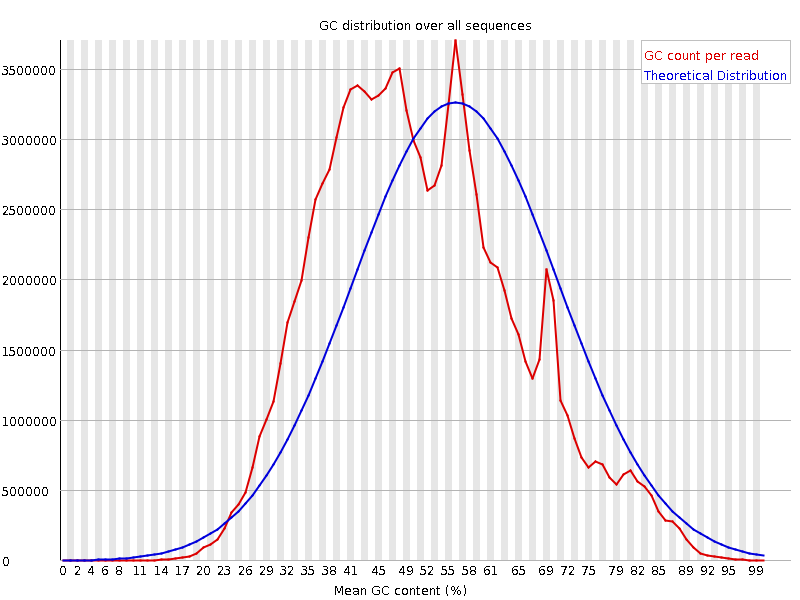 GC distribution over all sequences
GC count per read
Theoretical Distribution
3500000
3000000
2500000
2000000
1500000
1000000
500000
0
0 2 4 6 8 11 14 17 20 23 26 29 32 35 38 41 45 49 52 55 58 61 65 69 72 75 79 82 85 89 92 95 99
Mean GC content (%)